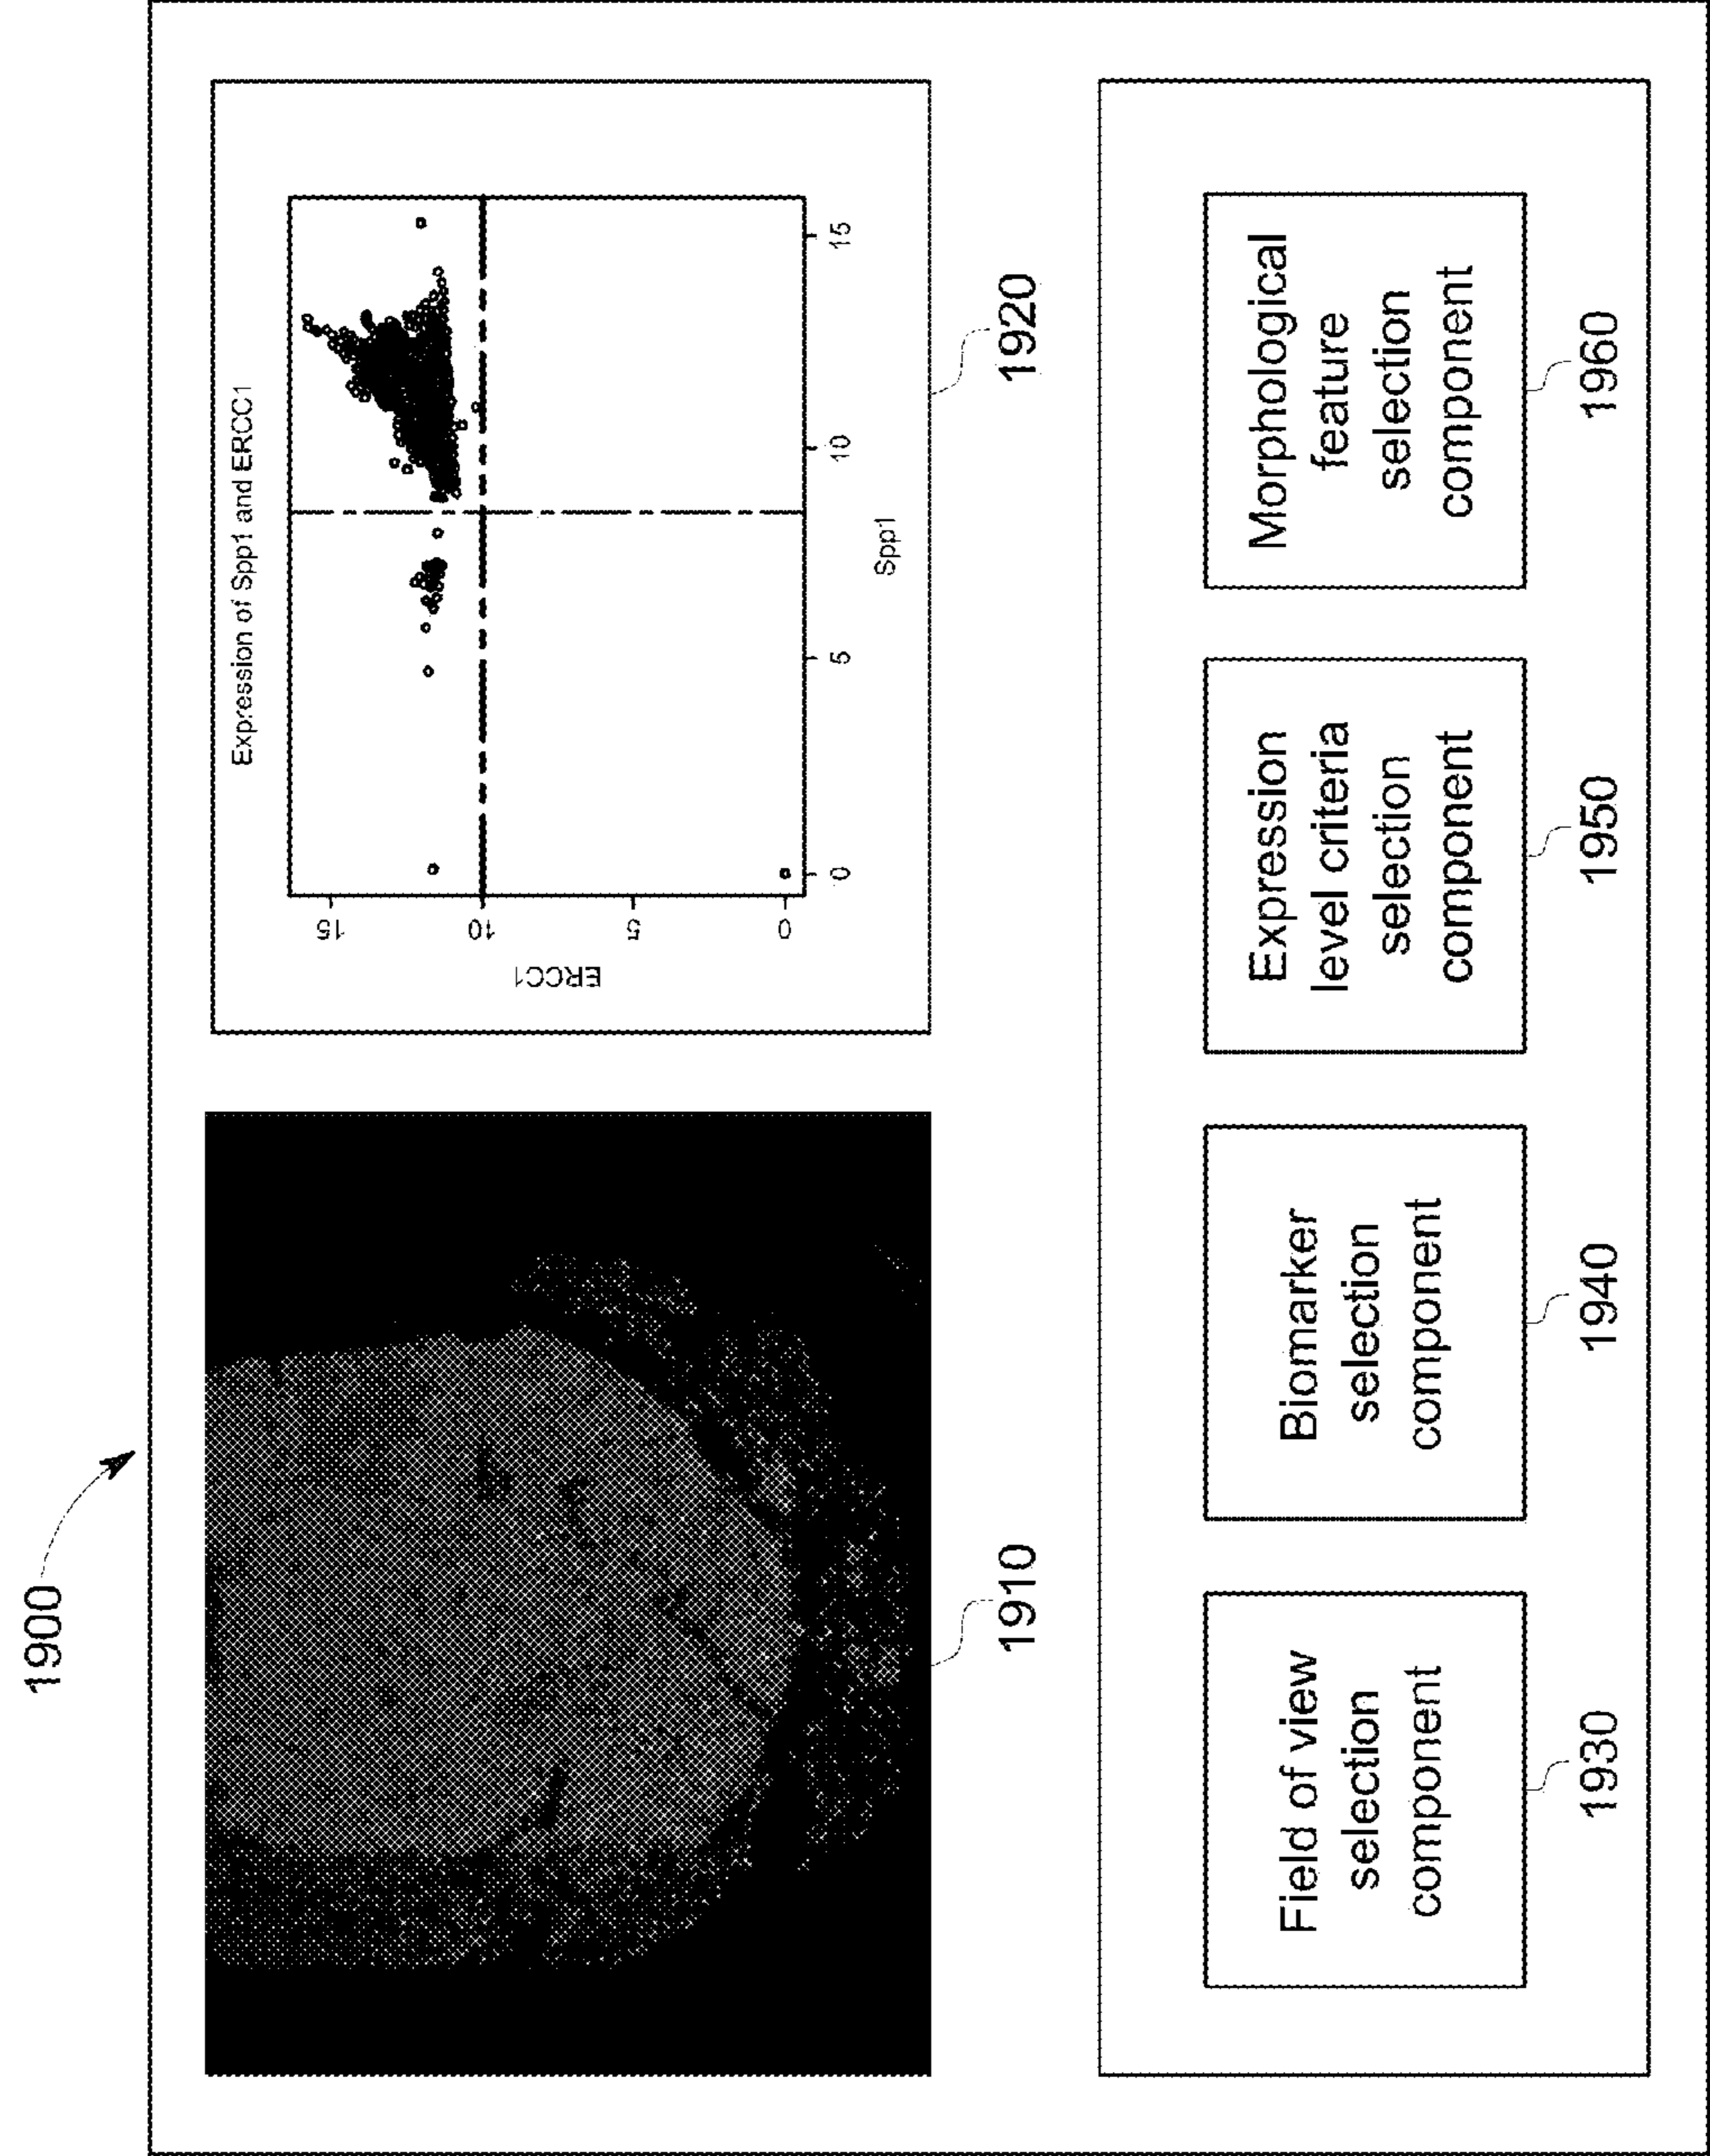 1900
Expression of Spp1 and ERCC1
ERCC1
15
10
5
0
0
5
10
15
Spp1
1910
1920
Field of view
selection
component
1930
Biomarker
selection
component
1940
Expression
level criteria
selection
component
1950
Morphological
feature
selection
component
1960